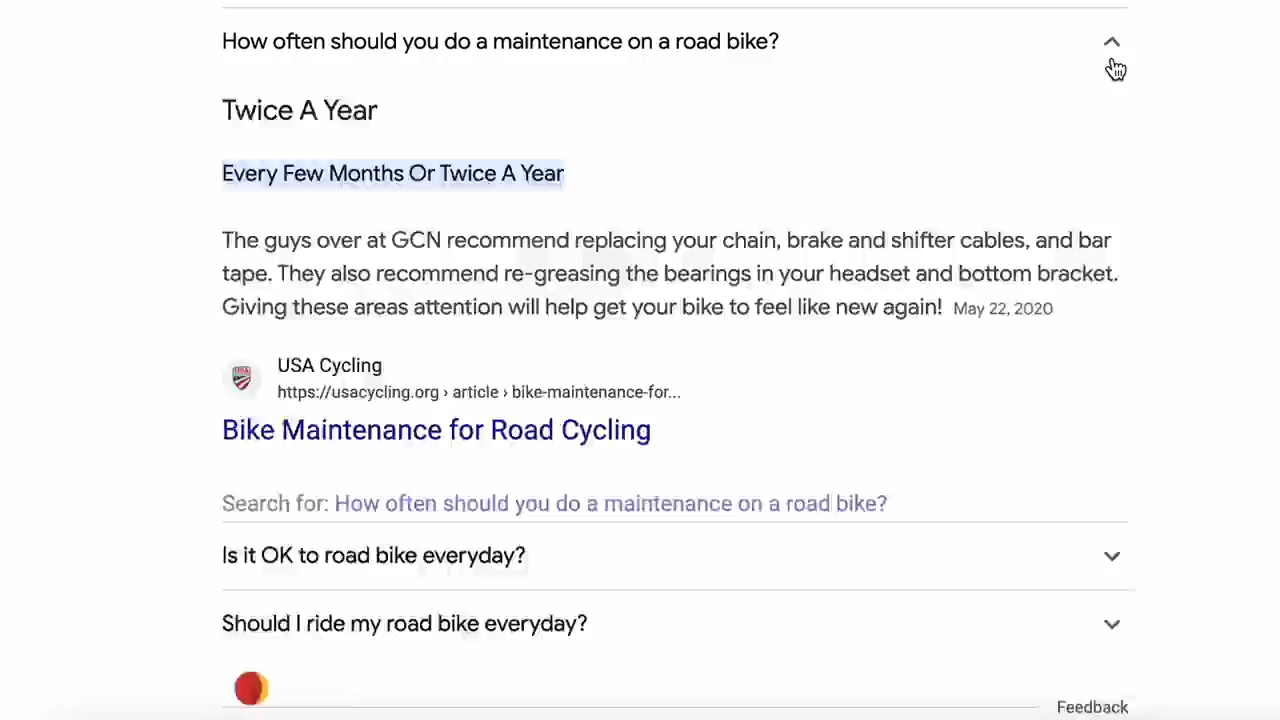 How often should you do a maintenance on a road bike?
Twice A Year
Every Few Months Or Twice A Year
The guys over at GCN recommend replacing your chain, brake and shifter cables, and bar
tape. They also recommend re-greasing the bearings in your headset and bottom bracket.
Giving these areas attention will help get your bike to feel like new again! May 22, 2020
USA Cycling
https://usacycling.org › article › bike-maintenance-for...
Bike Maintenance for Road Cycling
Search for: How often should you do a maintenance on a road bike?
Is it OK to road bike everyday?
Should I ride my road bike everyday?
Feedback